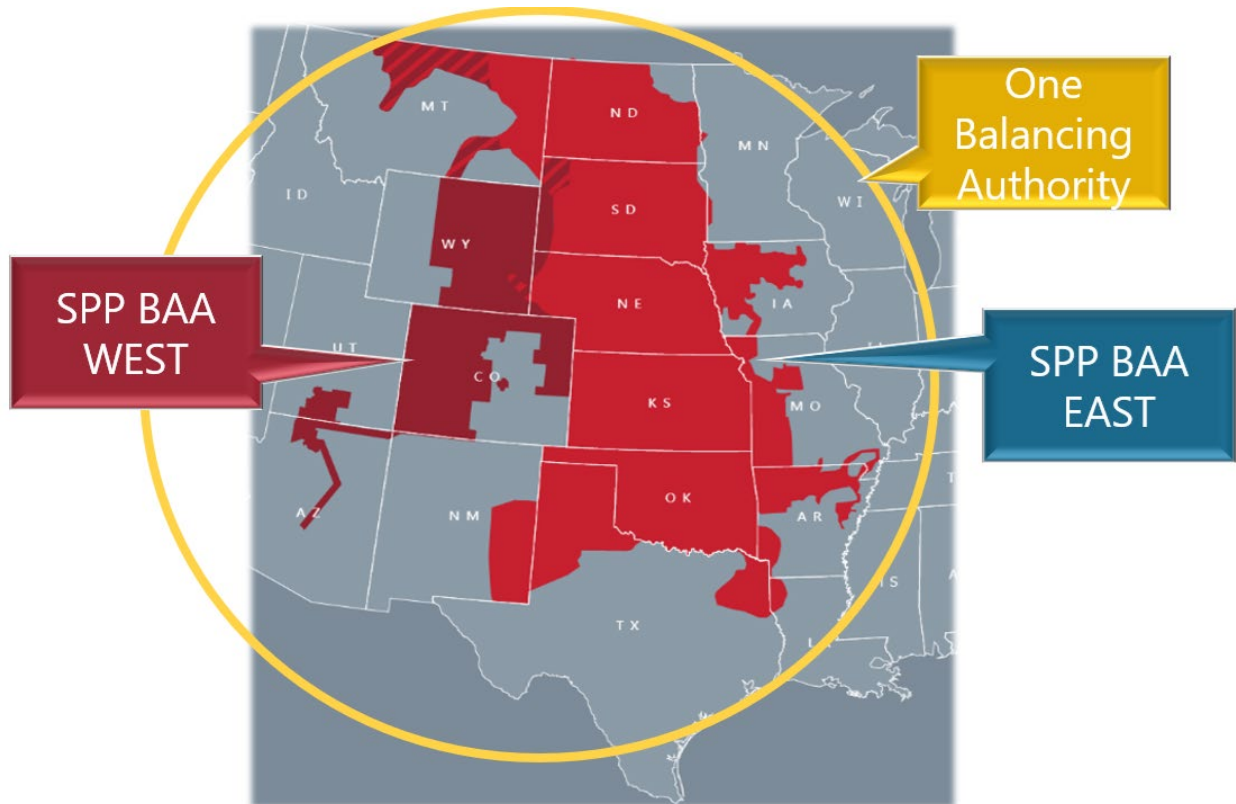 One
Balancing
Authority
MT
ND
MN
ID
WI
SD
WY
SPP BAA
WEST
NE
IA
UT
CO
SPP BAA
EAST
KS
MO
OK
AZ
NM
AR
TX